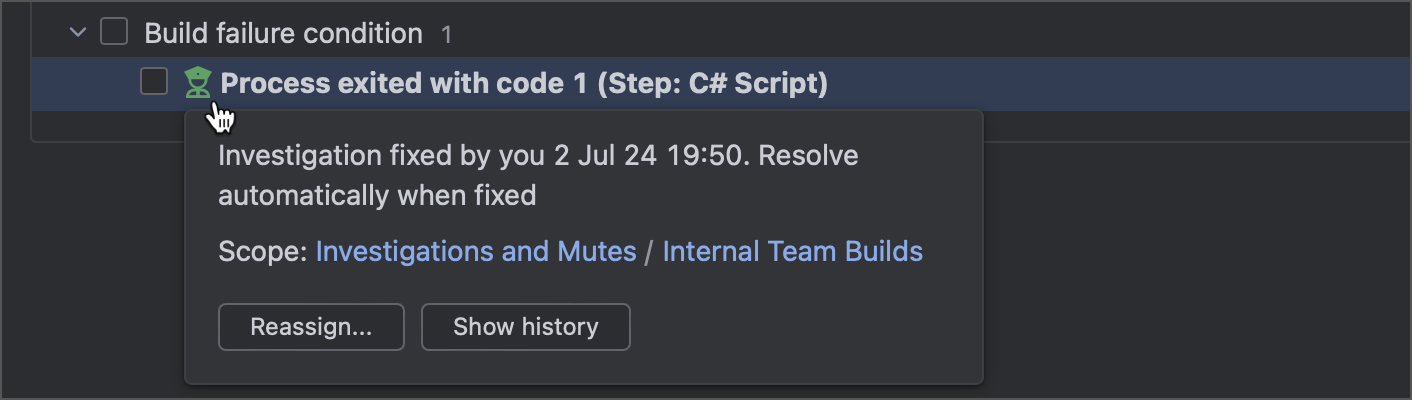 Build failure condition 1
Process exited with code 1 (Step: C# Script)
Investigation fixed by you 2 Jul 24 19:50. Resolve
automatically when fixed
Scope: Investigations and Mutes / Internal Team Builds
Reassign... Show history